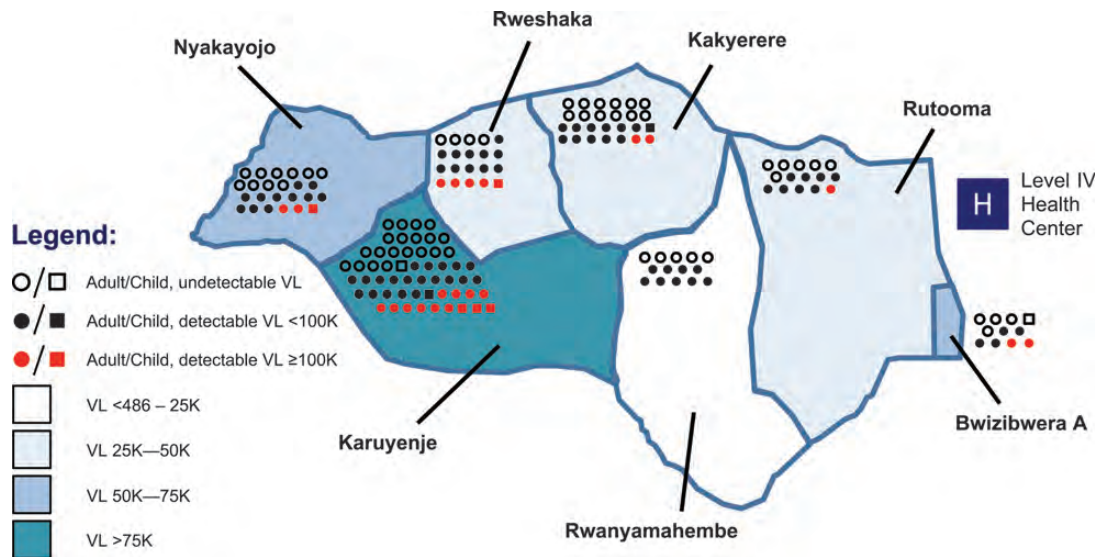 Rweshaka
Nyakayojo
Kakyerere
Rutooma
H
Level IV
Health
Center
Legend:
Adult/Child, undetectable VL
Adult/Child, detectable VL <100K
Adult/Child, detectable VL ≥100K
VL <486 – 25K
VL 25K—50K
VL 50K—75K
VL >75K
Karuyenje
Bwizibwera A
Rwanyamahembe